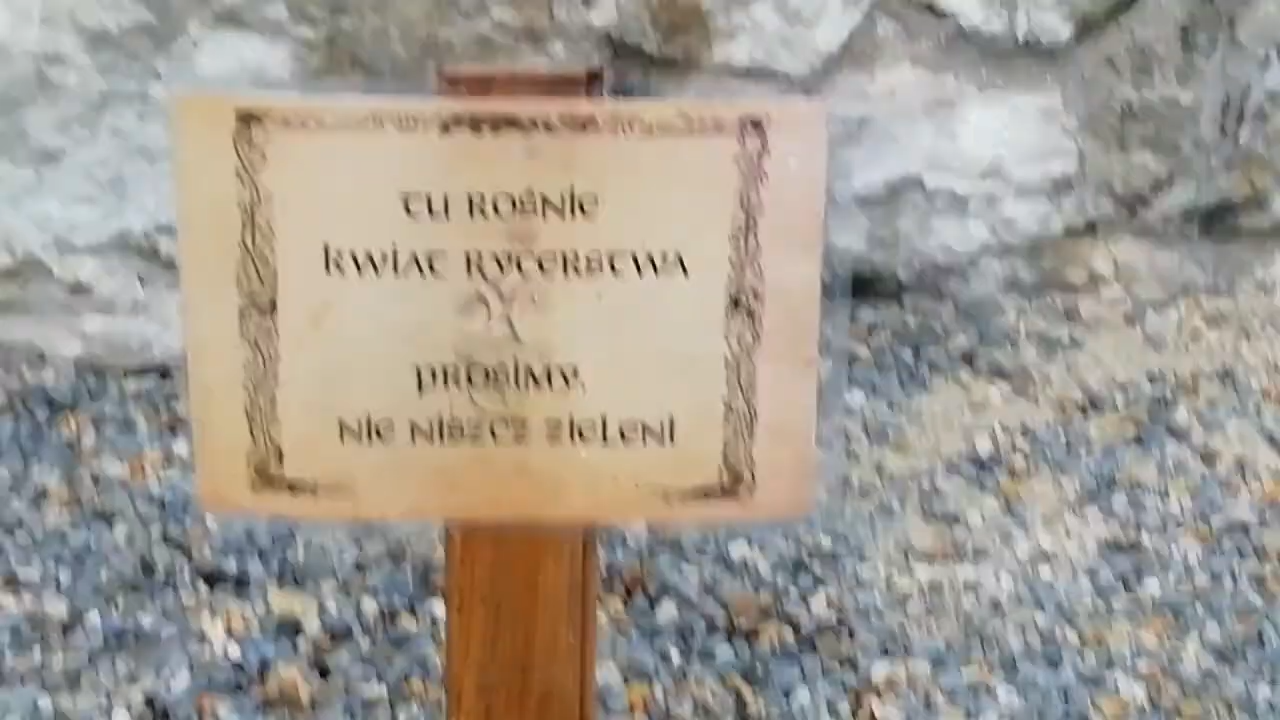 TU ROŚNIE
KWIAT RYCERSTWA
PROSIMY,
NIE NISZCZ ZIELENI